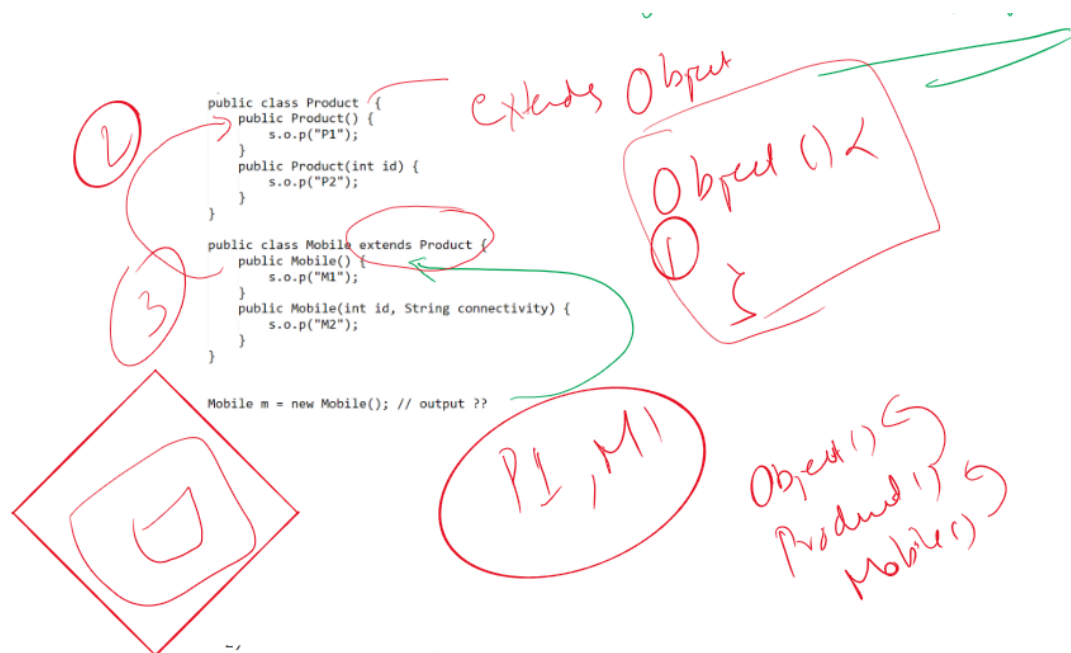 public class Product {
public Product() {
s.o.p("P1");
}
public Product(int id) {
s.o.p("P2");
}
}
extends Object
Object () {
1
}
2
public class Mobile extends Product {
public Mobile() {
s.o.p("M1");
}
public Mobile(int id, String connectivity) {
s.o.p("M2");
}
}
3
Mobile m = new Mobile(); // output ??
P1, M1
Object()
Product()
Mobile()